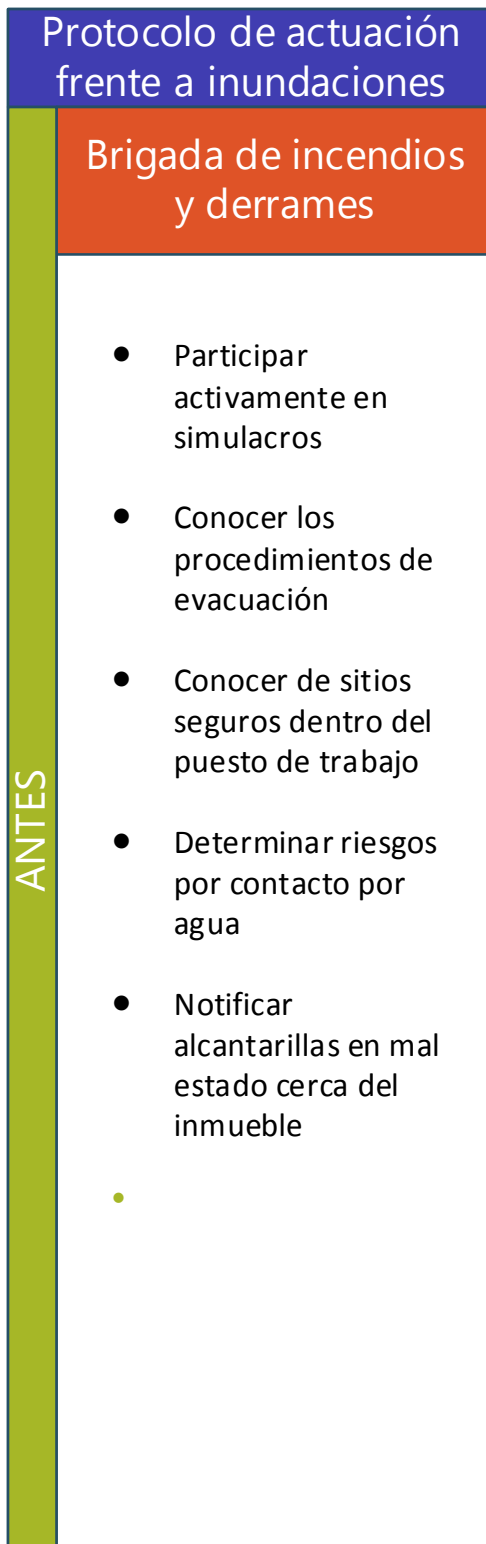 Protocolo de actuación
frente a inundaciones
Brigada de incendios
y derrames
ANTES
• Participar
activamente en
simulacros
• Conocer los
procedimientos de
evacuación
• Conocer de sitios
seguros dentro del
puesto de trabajo
• Determinar riesgos
por contacto por
agua
• Notificar
alcantarillas en mal
estado cerca del
inmueble
•